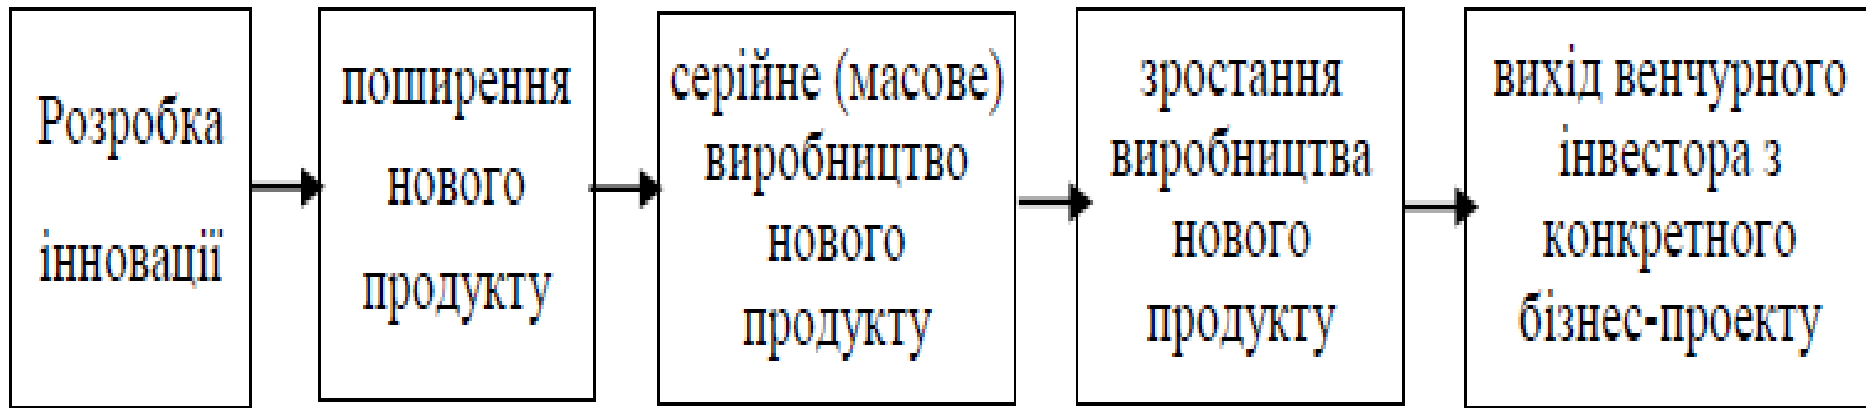 Розробка
інновації
поширення
нового
продукту
серійне (масове)
виробництво
нового
продукту
зростання
виробництва
нового
продукту
вихід венчурного
інвестора з
конкретного
бізнес-проекту